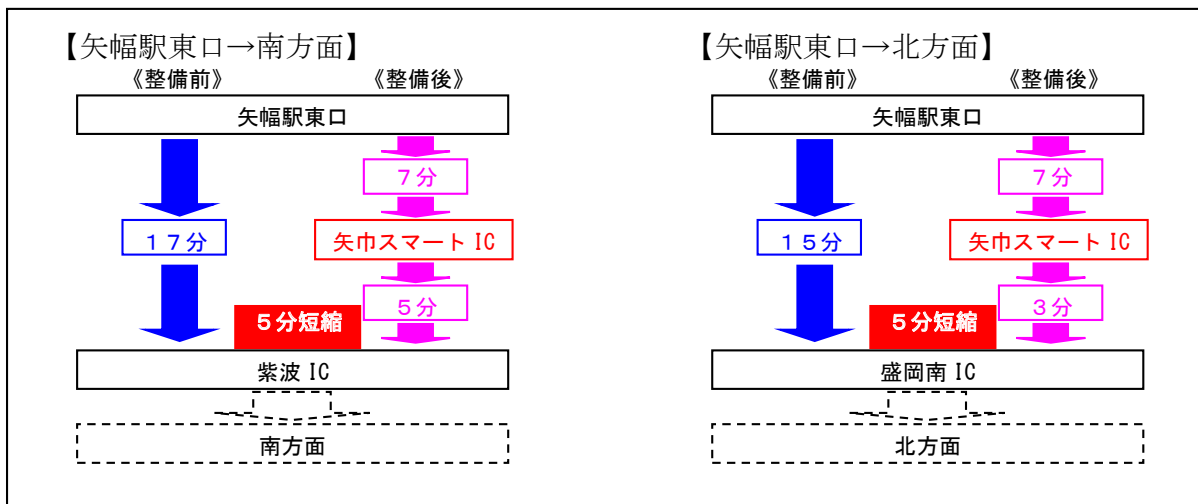 【矢幅駅東口→南方面】
《整備前》
《整備後》
矢幅駅東口
7分
17分
矢巾スマート IC
5分
5分短縮
紫波 IC
南方面
【矢幅駅東口→北方面】
《整備前》
《整備後》
矢幅駅東口
7分
15分
矢巾スマート IC
3分
5分短縮
盛岡南 IC
北方面